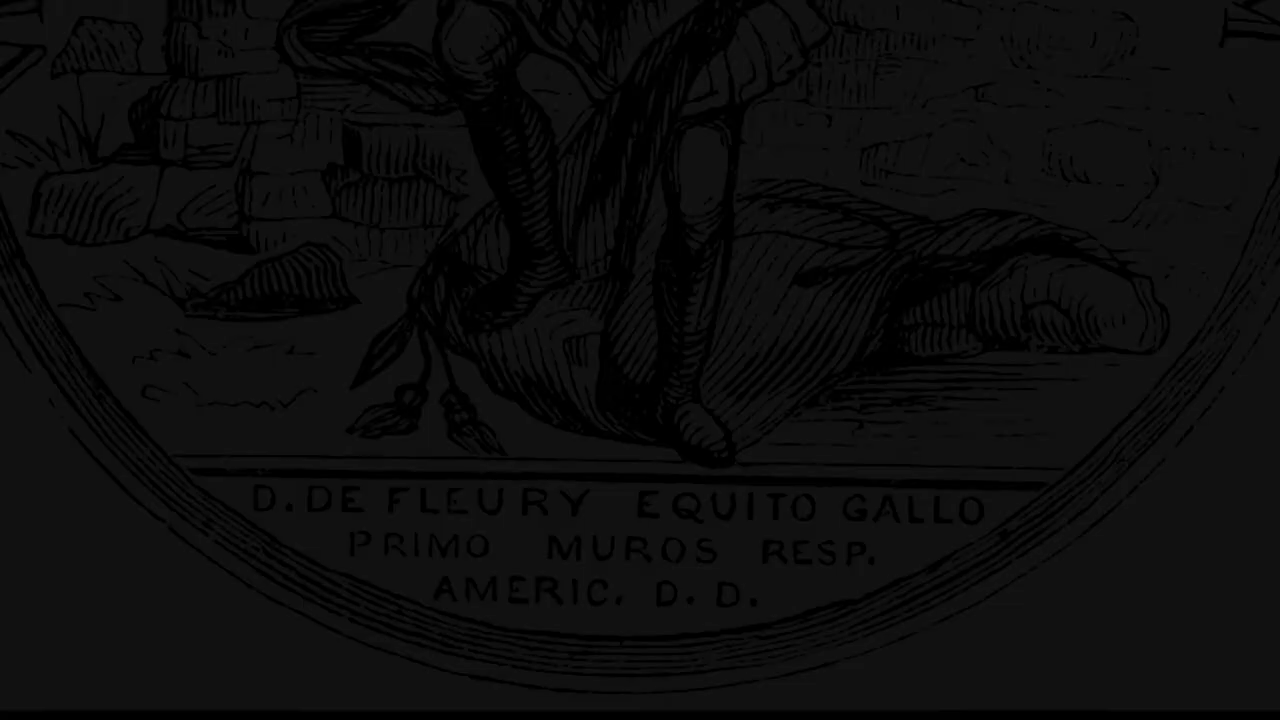 D. DE FLEURY EQUITO GALLO
PRIMO MUROS RESP.
AMERIC. D. D.